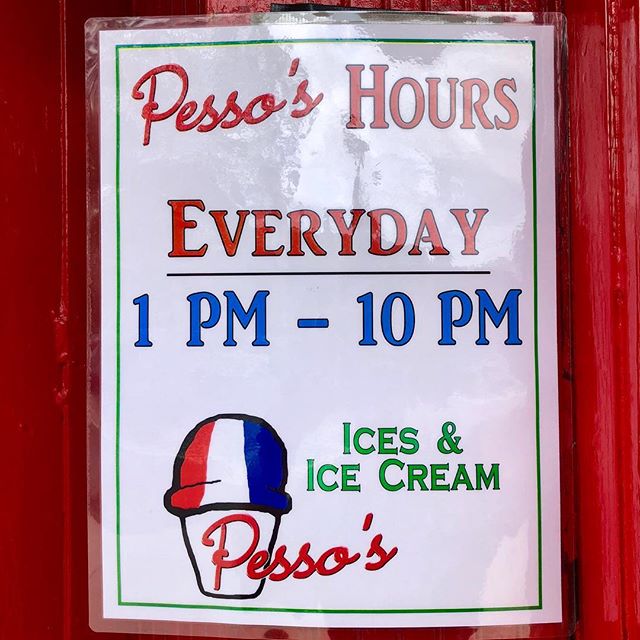 Pesso's HOURS
EVERYDAY
1 PM – 10 PM
ICES &
ICE CREAM
Pesso's